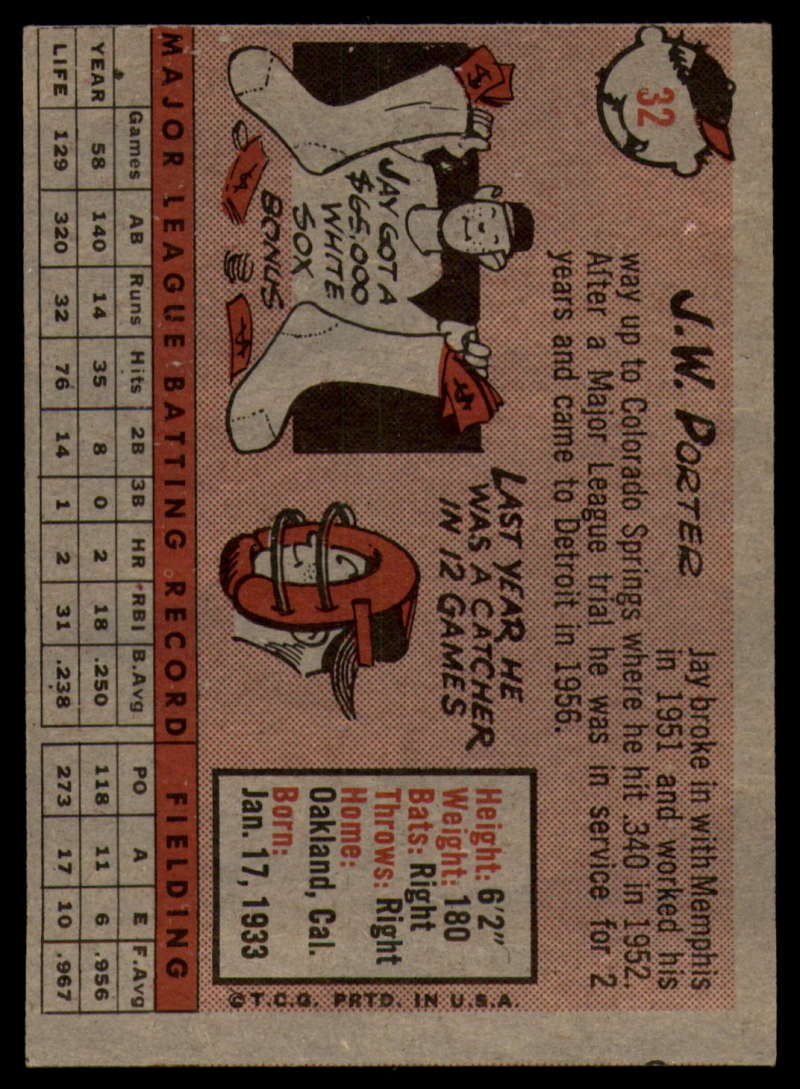 32
J.W. PORTER
Jay broke in with Memphis
in 1951 and worked his
way up to Colorado Springs where he hit .340 in 1952.
After a Major League trial he was in service for 2
years and came to Detroit in 1956.
JAY GOT A
$65,000
WHITE
SOX
BONUS
LAST YEAR HE
WAS A CATCHER
IN 12 GAMES
Height: 6'2"
Weight: 180
Bats: Right
Throws: Right
Home:
Oakland, Cal.
Born:
Jan. 17, 1933
©T.C.G. PRTD. IN U.S.A.
MAJOR LEAGUE BATTING RECORD FIELDING
Games AB Runs Hits 2B 3B HR RBI B.Avg PO A E F.Avg
YEAR 58 140 14 35 8 0 2 18 .250 118 11 6 .956
LIFE 129 320 32 76 14 1 2 31 .238 273 17 10 .967